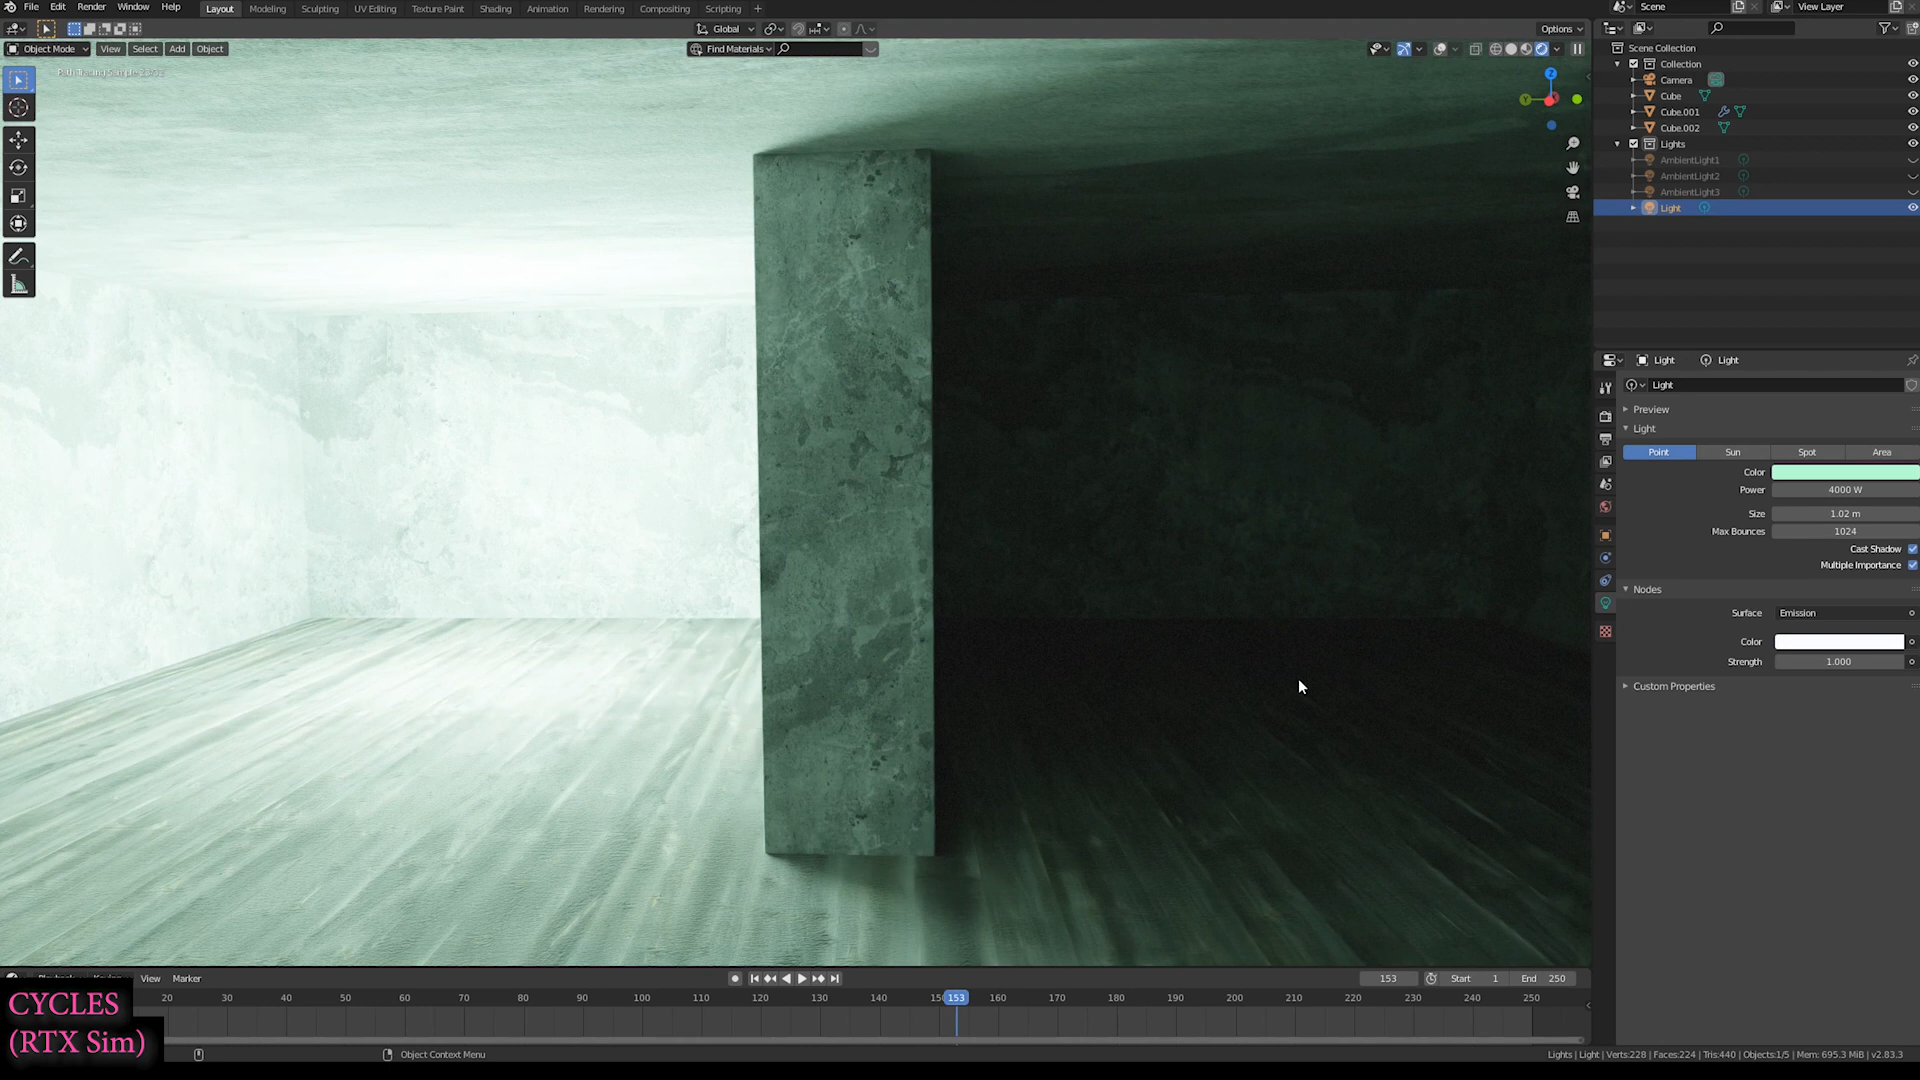 File Edit Render Window Help Layout Modeling Sculpting UV Editing Texture Paint Shading Animation Rendering Compositing Scripting + Scene View Layer
Global Options
Object Mode View Select Add Object Find Materials
Scene Collection
Collection
Camera
Cube
Cube.001
Cube.002
Lights
AmbientLight1
AmbientLight2
AmbientLight3
Light
Z
Y
Light Light
Light
Preview
Light
Point Sun Spot Area
Color
Power 4000 W
Size 1.02 m
Max Bounces 1024
Cast Shadow
Multiple Importance
Nodes
Surface Emission
Color
Strength 1.000
Custom Properties
View Marker 153 Start 1 End 250
20 30 40 50 60 70 80 90 100 110 120 130 140 153 160 170 180 190 200 210 220 230 240 250
CYCLES
(RTX Sim)
Object Context Menu
Lights | Light | Verts:228 | Faces:224 | Tris:440 | Objects:1/5 | Mem: 695.3 MiB | v2.83.3